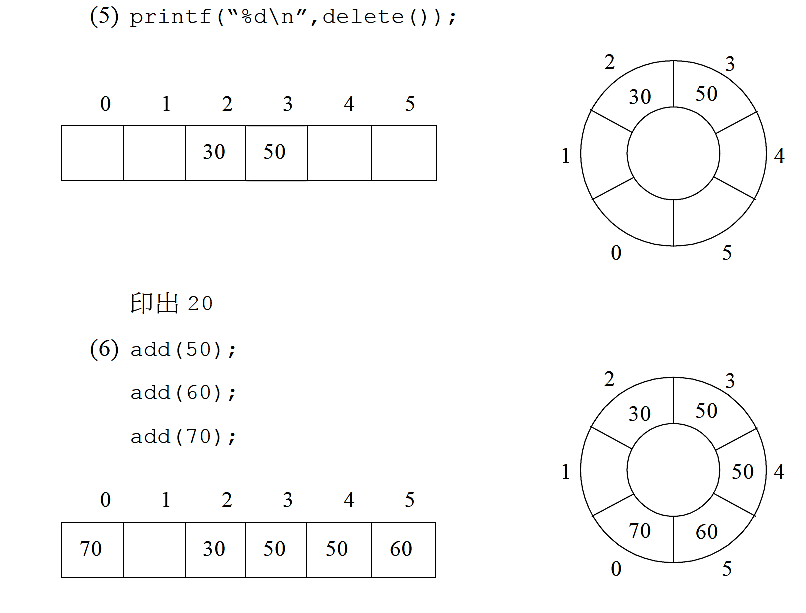 (5) printf(“%d\n”,delete());
0 1 2 3 4 5
30 50
2 3
30 50
1 4
0 5
印出 20
(6) add(50);
add(60);
add(70);
0 1 2 3 4 5
70 30 50 50 60
2 3
30 50
1 50 4
70 60
0 5